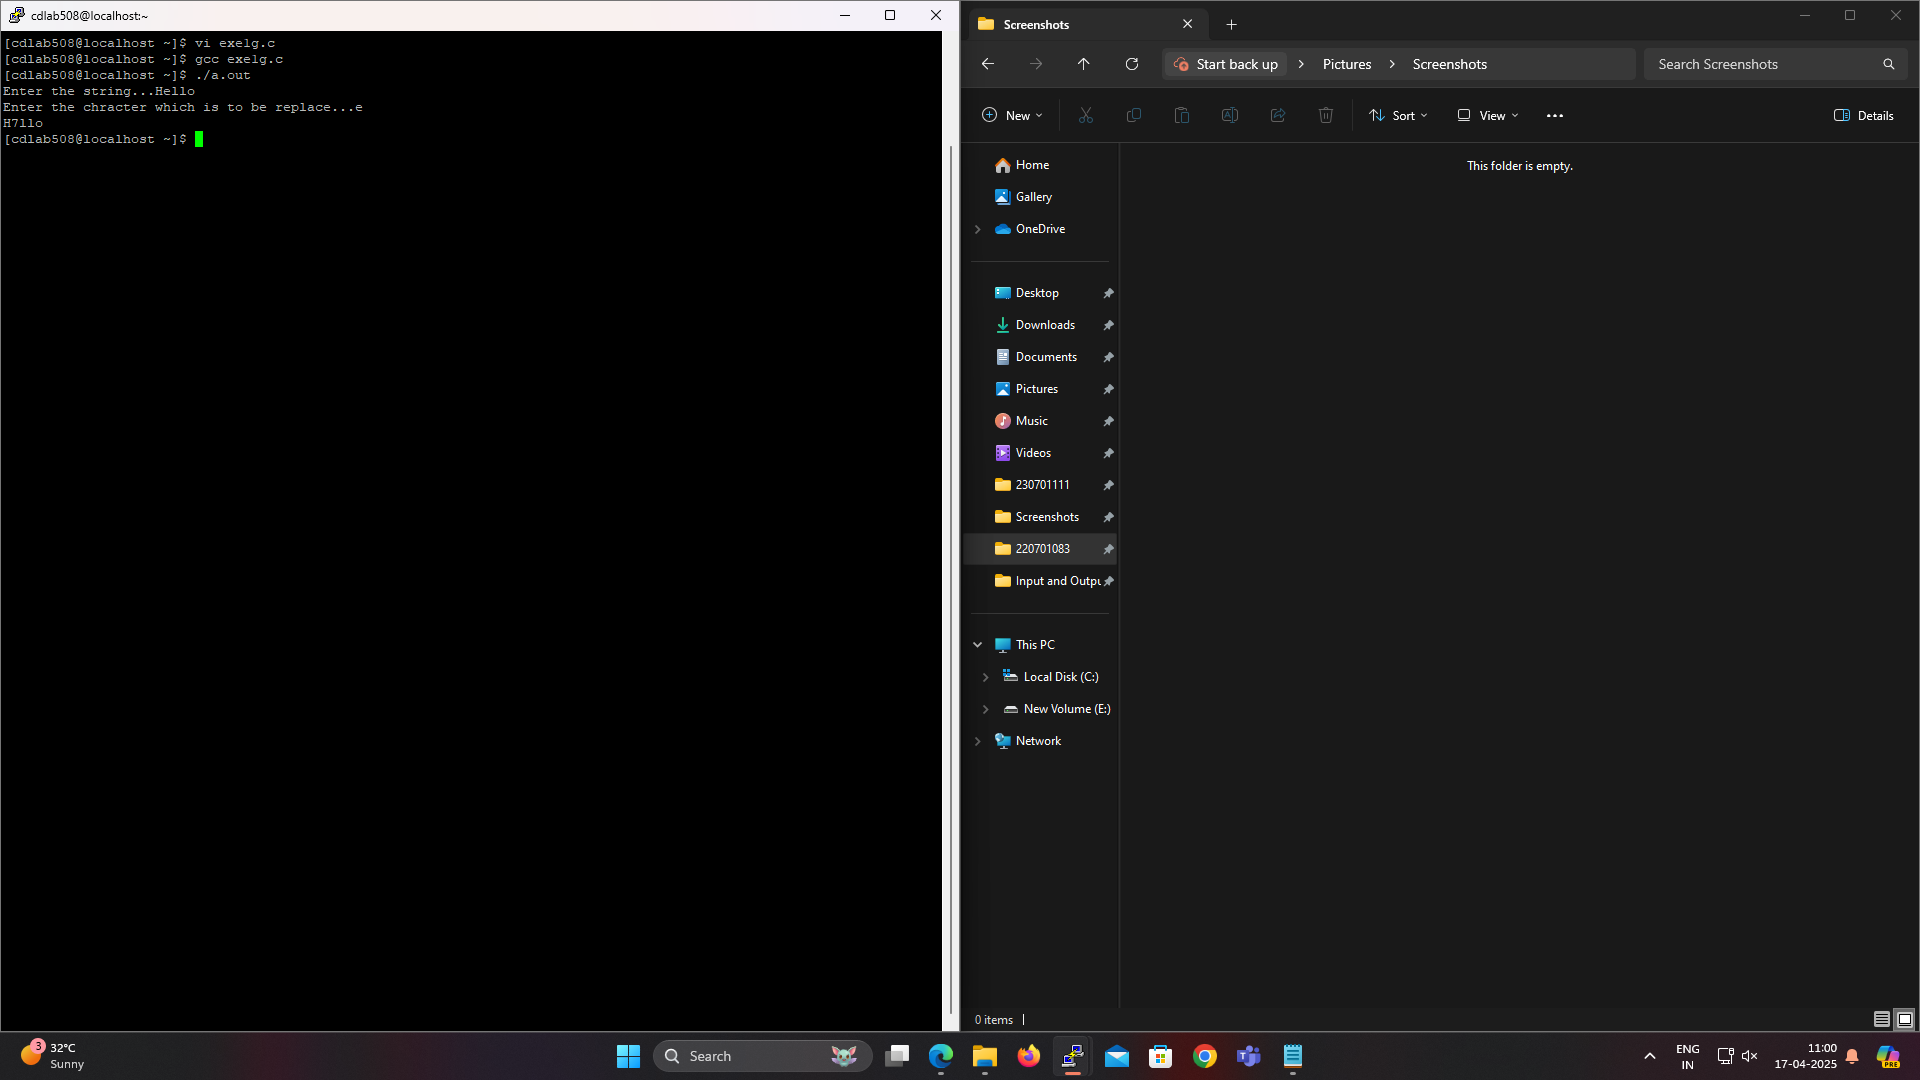 cdlab508@localhost:~
[cdlab508@localhost ~]$ vi exe1g.c
[cdlab508@localhost ~]$ gcc exe1g.c
[cdlab508@localhost ~]$ ./a.out
Enter the string...Hello
Enter the chracter which is to be replace...e
H7llo
[cdlab508@localhost ~]$
Screenshots
Start back up > Pictures > Screenshots
Search Screenshots
New
Sort
View
Details
Home
Gallery
OneDrive
Desktop
Downloads
Documents
Pictures
Music
Videos
230701111
Screenshots
220701083
Input and Outpu
This PC
Local Disk (C:)
New Volume (E:)
Network
This folder is empty.
0 items
3
32°C
Sunny
Search
ENG
IN
11:00
17-04-2025
PRE